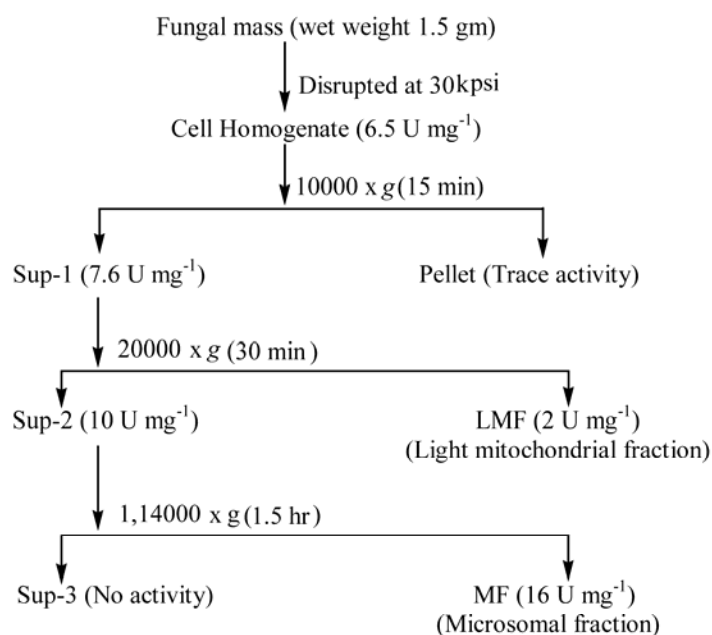 Fungal mass (wet weight 1.5 gm)
Disrupted at 30kpsi
Cell Homogenate (6.5 U mg⁻¹)
10000 x g (15 min)
Sup-1 (7.6 U mg⁻¹)
Pellet (Trace activity)
20000 x g (30 min)
Sup-2 (10 U mg⁻¹)
LMF (2 U mg⁻¹)
(Light mitochondrial fraction)
1,14000 x g (1.5 hr)
Sup-3 (No activity)
MF (16 U mg⁻¹)
(Microsomal fraction)